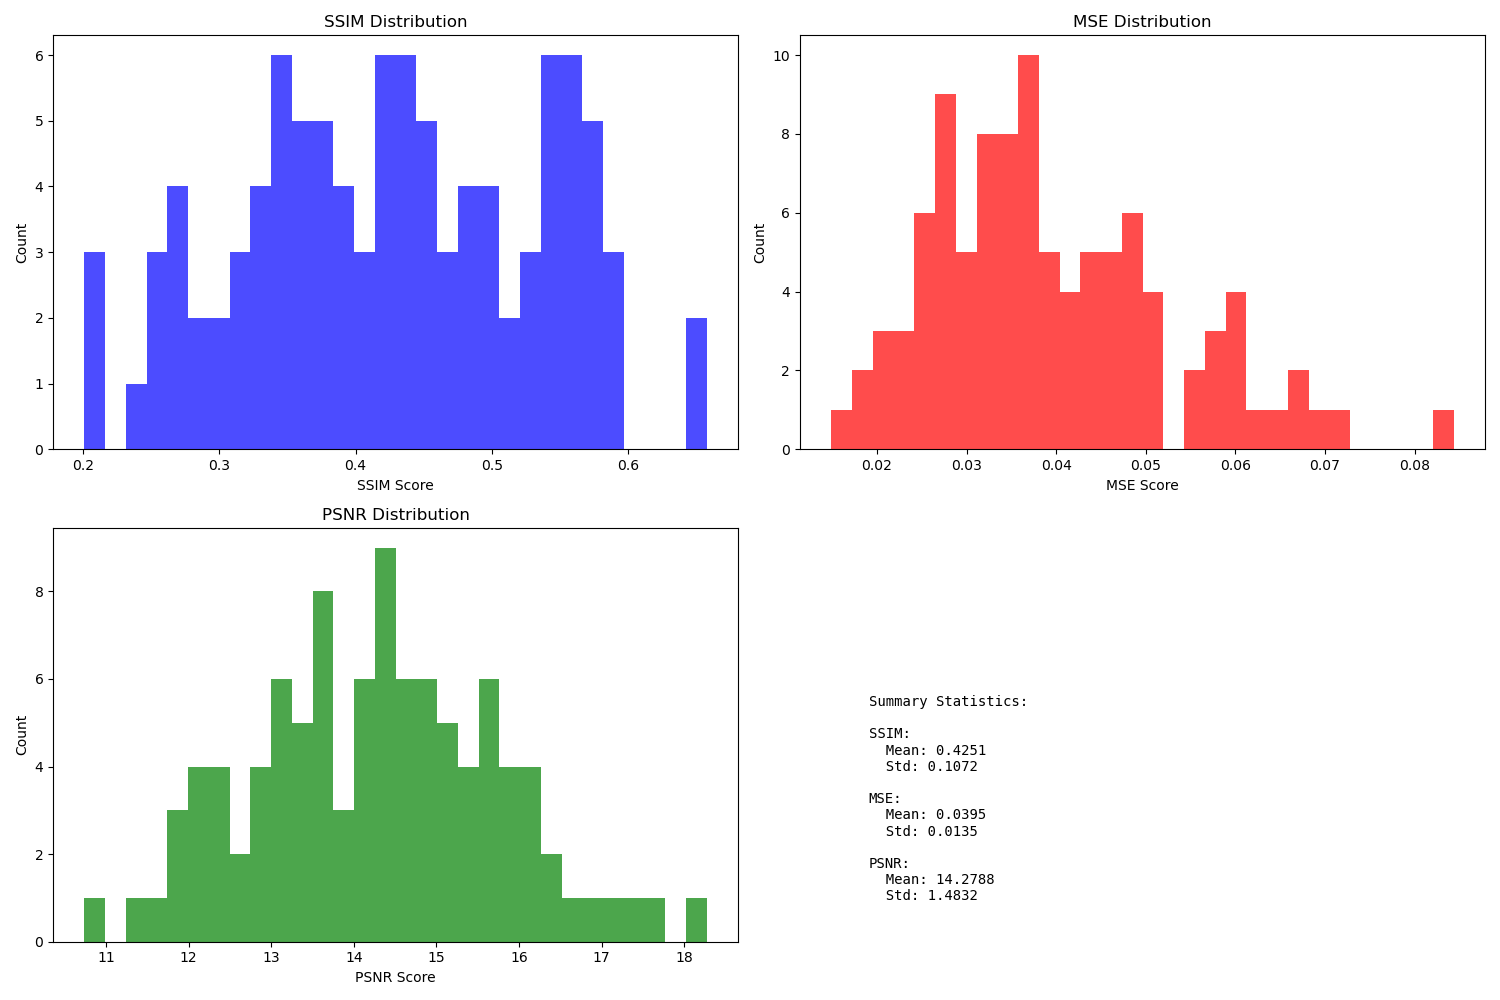 SSIM Distribution
6
5
4
3
2
1
0
Count
0.2 0.3 0.4 0.5 0.6
SSIM Score
MSE Distribution
10
8
6
4
2
0
Count
0.02 0.03 0.04 0.05 0.06 0.07 0.08
MSE Score
PSNR Distribution
8
6
4
2
0
Count
11 12 13 14 15 16 17 18
PSNR Score
Summary Statistics:
SSIM:
Mean: 0.4251
Std: 0.1072
MSE:
Mean: 0.0395
Std: 0.0135
PSNR:
Mean: 14.2788
Std: 1.4832